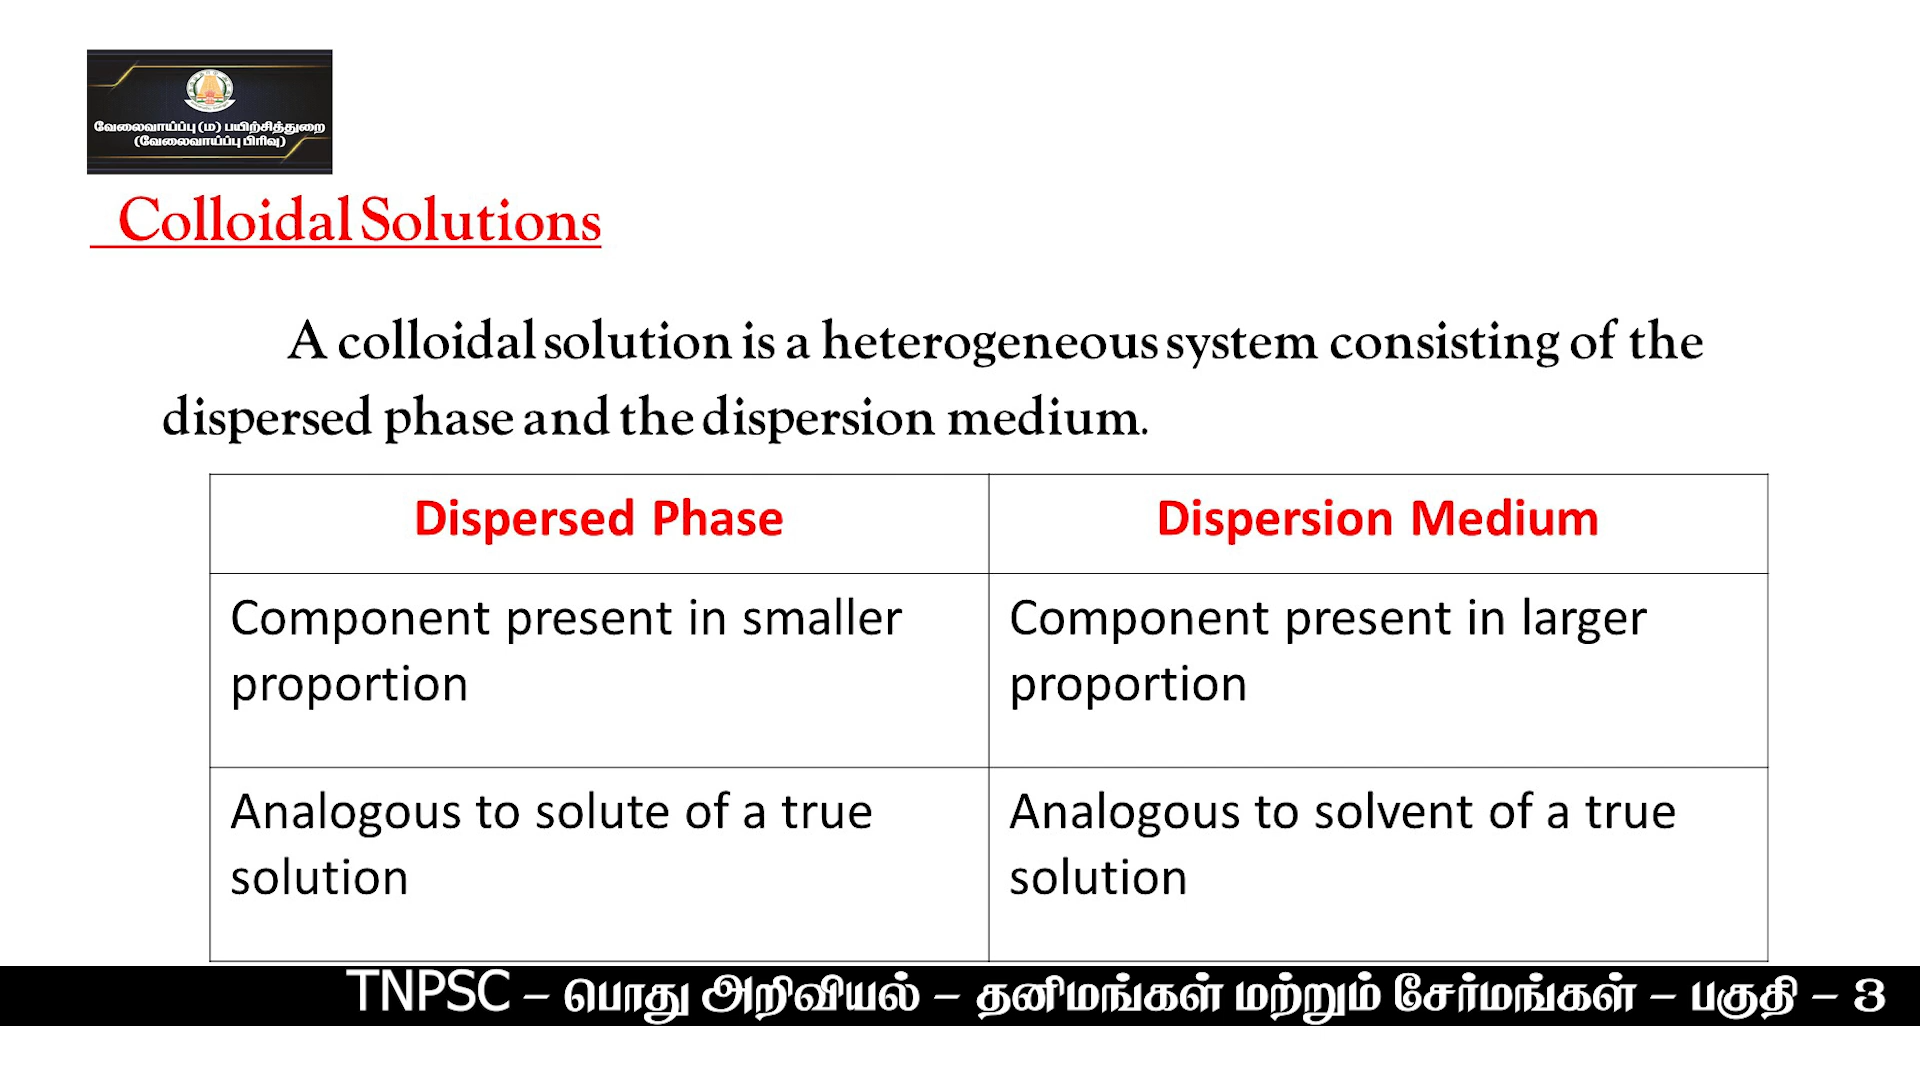 வேலைவாய்ப்பு (ம) பயிற்சித்துறை
(வேலைவாய்ப்பு பிரிவு)
Colloidal Solutions
A colloidal solution is a heterogeneous system consisting of the
dispersed phase and the dispersion medium.
Dispersed Phase
Dispersion Medium
Component present in smaller
proportion
Component present in larger
proportion
Analogous to solute of a true
solution
Analogous to solvent of a true
solution
TNPSC – பொது அறிவியல் – தனிமங்கள் மற்றும் சேர்மங்கள் – பகுதி – 3